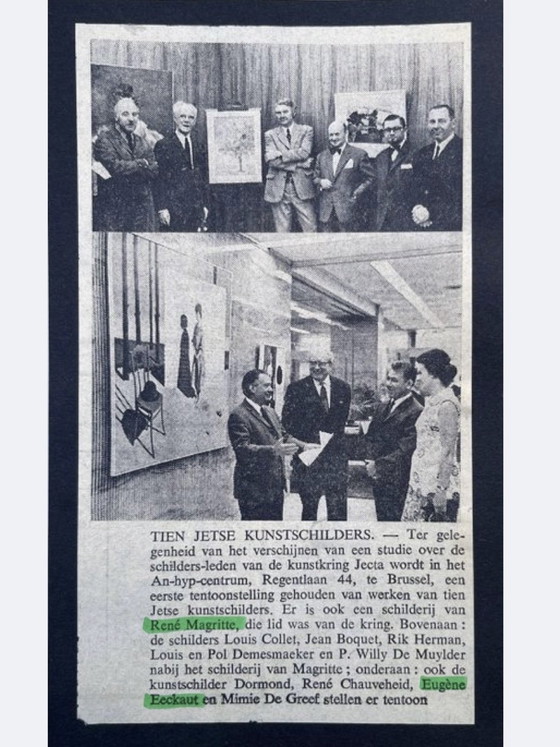 TIEN JETSE KUNSTSCHILDERS. — Ter gele-
genheid van het verschijnen van een studie over de
schilders-leden van de kunstkring Jecta wordt in het
An-hyp-centrum, Regentlaan 44, te Brussel, een
eerste tentoonstelling gehouden van werken van tien
Jetse kunstschilders. Er is ook een schilderij van
René Magritte, die lid was van de kring. Bovenaan :
de schilders Louis Collet, Jean Boquet, Rik Herman,
Louis en Pol Demesmaeker en P. Willy De Muylder
nabij het schilderij van Magritte ; onderaan : ook de
kunstschilder Dormond, René Chauveheid, Eugène
Eeckaut en Mimie De Greef stellen er tentoon